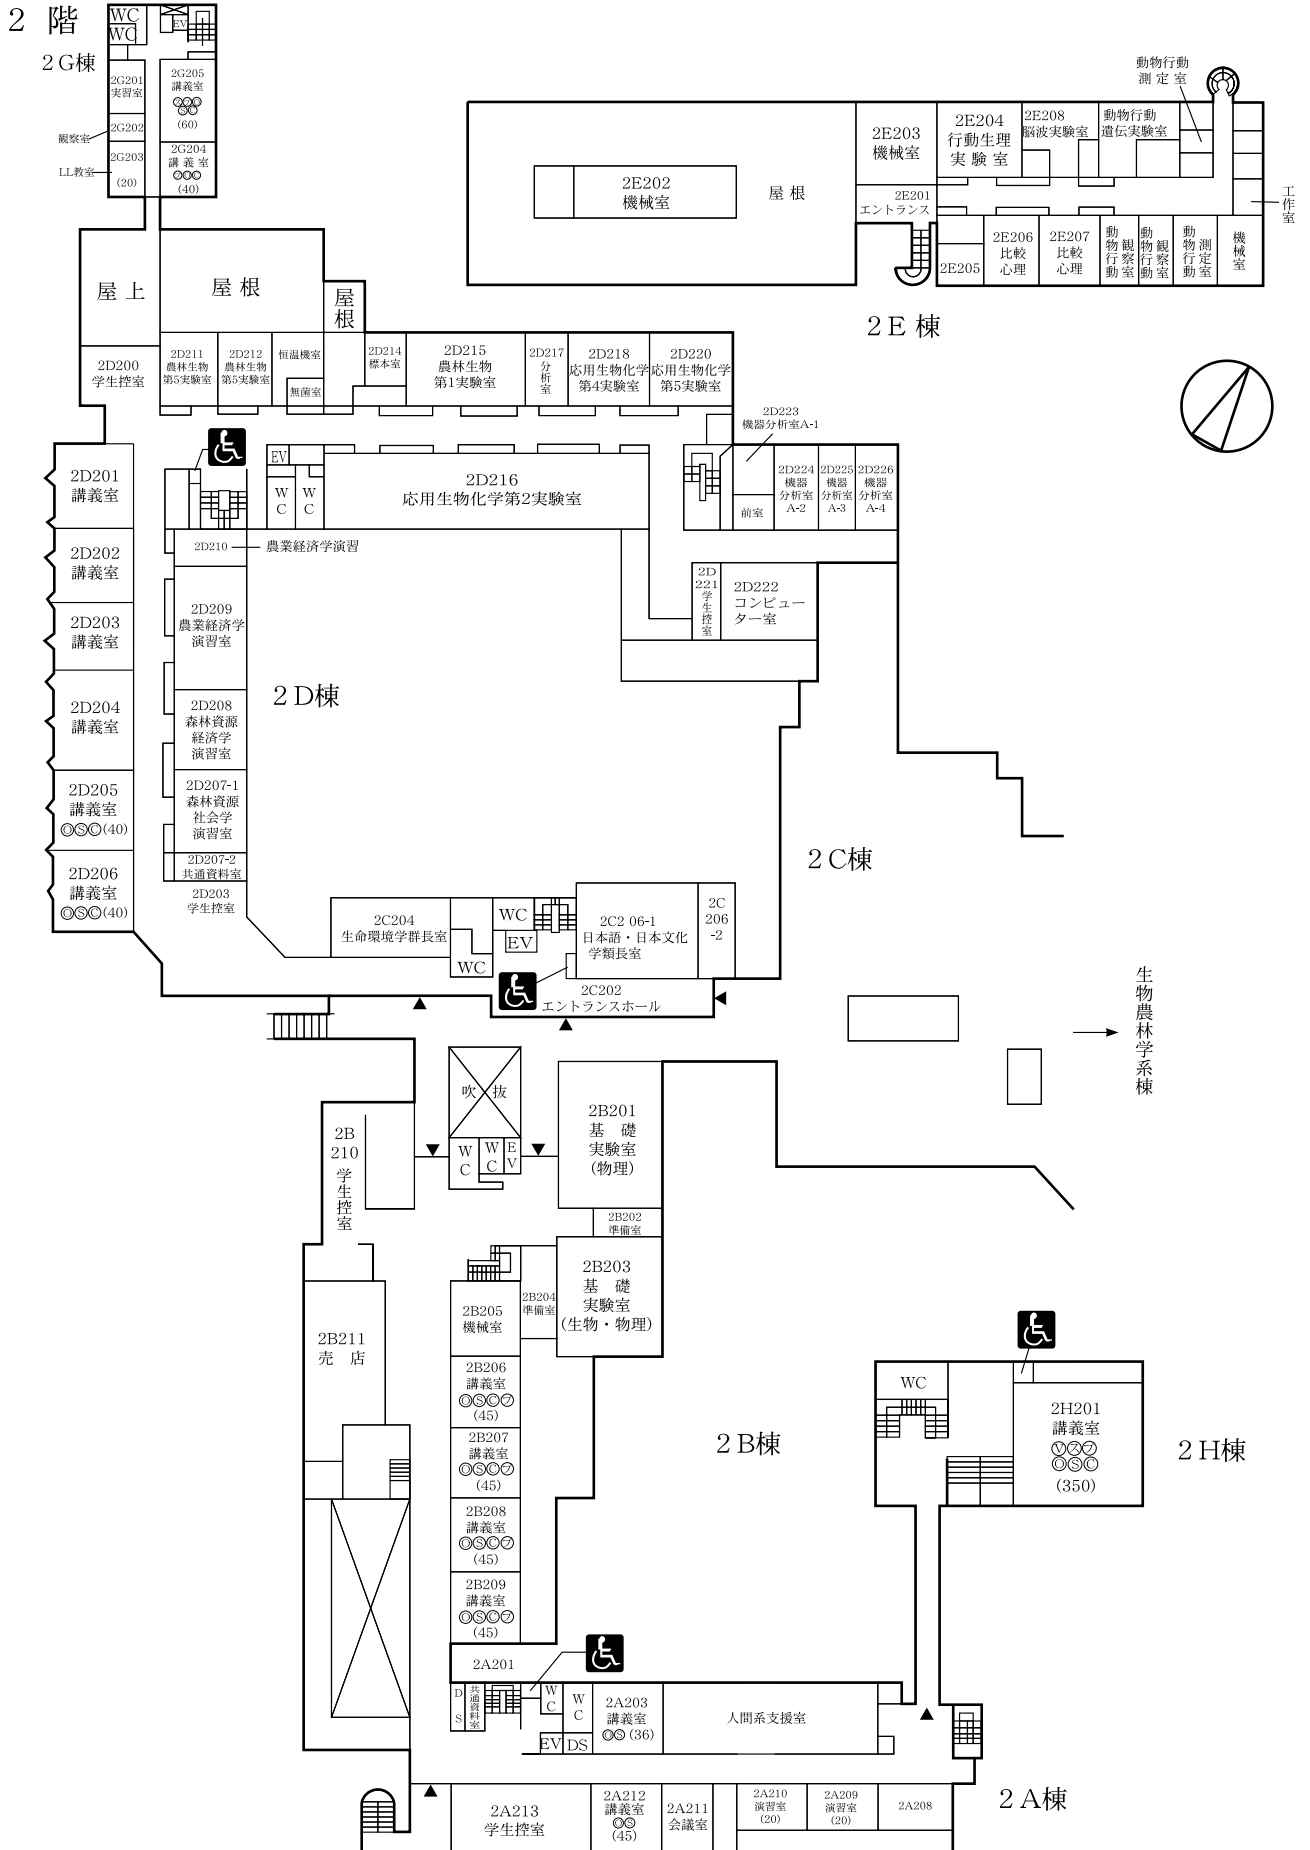 2 階
2G棟
WC
WC
EV
2G201
実習室
2G205
講義室
ス フ O
S C
(60)
2G202
観察室
2G203
LL教室
(20)
2G204
講義室
フ O C
(40)
動物行動
測定室
2E202
機械室
屋根
2E203
機械室
2E204
行動生理
実験室
2E208
脳波実験室
動物行動
遺伝実験室
2E201
エントランス
工作室
2E205
2E206
比較
心理
2E207
比較
心理
動物行動
観察室
動物行動
観察室
動物行動
測定室
機械室
2E棟
屋上
屋根
屋根
2D200
学生控室
2D211
農林生物
第5実験室
2D212
農林生物
第5実験室
恒温機室
無菌室
2D214
標本室
2D215
農林生物
第1実験室
2D217
分析室
2D218
応用生物化学
第4実験室
2D220
応用生物化学
第5実験室
2D223
機器分析室A-1
2D201
講義室
EV
WC
WC
2D216
応用生物化学第2実験室
前室
2D224
機器
分析室
A-2
2D225
機器
分析室
A-3
2D226
機器
分析室
A-4
2D210
農業経済学演習
2D202
講義室
2D
221
学生控室
2D222
コンピュー
ター室
2D203
講義室
2D209
農業経済学
演習室
2D棟
2D204
講義室
2D208
森林資源
経済学
演習室
2D205
講義室
O S C (40)
2D207-1
森林資源
社会学
演習室
2D207-2
共通資料室
2D206
講義室
O S C (40)
2D203
学生控室
2C棟
2C204
生命環境学群長室
WC
WC
EV
2C2 06-1
日本語・日本文化
学類長室
2C
206
-2
2C202
エントランスホール
生物農林学系棟
吹抜
WC
WC
EV
2B201
基礎
実験室
(物理)
2B
210
学生控室
2B202
準備室
2B203
基礎
実験室
(生物・物理)
2B204
準備室
2B205
機械室
2B211
売店
2B206
講義室
O S C フ
(45)
2B207
講義室
O S C フ
(45)
2B208
講義室
O S C フ
(45)
2B209
講義室
O S C フ
(45)
2B棟
WC
2H201
講義室
V ス フ
O S C
(350)
2H棟
2A201
DS
共通資料室
WC
WC
EV
DS
2A203
講義室
O S (36)
人間系支援室
2A棟
2A213
学生控室
2A212
講義室
O S
(45)
2A211
会議室
2A210
演習室
(20)
2A209
演習室
(20)
2A208